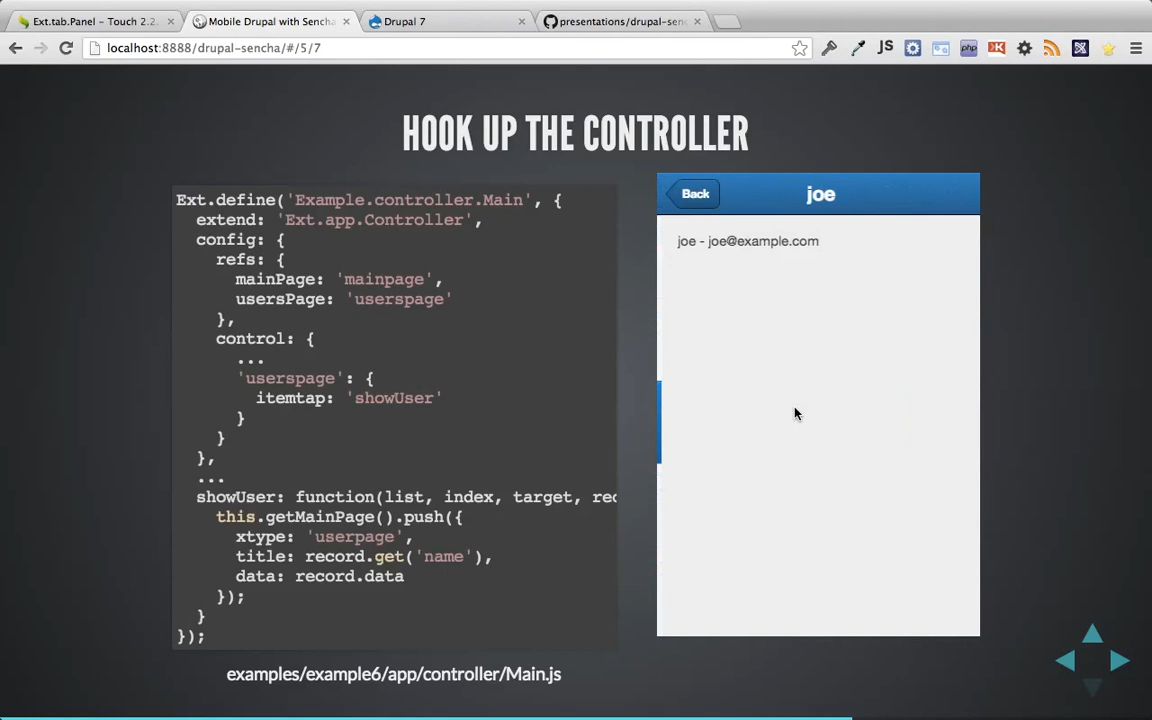 Ext.tab.Panel - Touch 2.2.
Mobile Drupal with Sencha
Drupal 7
presentations/drupal-senc
localhost:8888/drupal-sencha/#/5/7
JS
php
HOOK UP THE CONTROLLER
Ext.define('Example.controller.Main', {
extend: 'Ext.app.Controller',
config: {
refs: {
mainPage: 'mainpage',
usersPage: 'userspage'
},
control: {
...
'userspage': {
itemtap: 'showUser'
}
}
},
...
showUser: function(list, index, target, rec
this.getMainPage().push({
xtype: 'userpage',
title: record.get('name'),
data: record.data
});
}
});
Back
joe
joe - joe@example.com
examples/example6/app/controller/Main.js